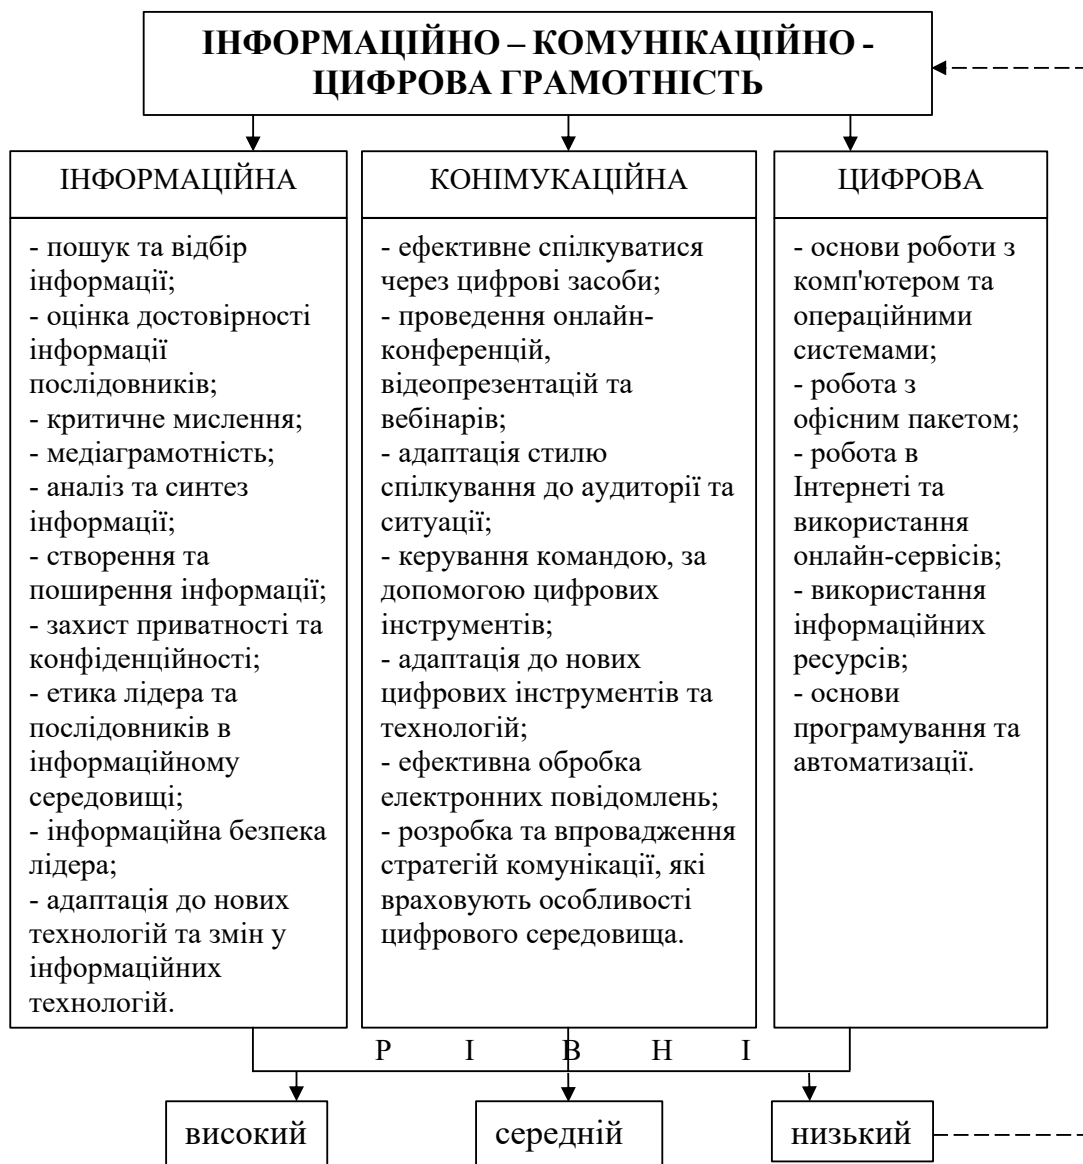 ІНФОРМАЦІЙНО – КОМУНІКАЦІЙНО -
ЦИФРОВА ГРАМОТНІСТЬ
ІНФОРМАЦІЙНА
- пошук та відбір
інформації;
- оцінка достовірності
інформації
послідовників;
- критичне мислення;
- медіаграмотність;
- аналіз та синтез
інформації;
- створення та
поширення інформації;
- захист приватності та
конфіденційності;
- етика лідера та
послідовників в
інформаційному
середовищі;
- інформаційна безпека
лідера;
- адаптація до нових
технологій та змін у
інформаційних
технологій.
КОНІМУКАЦІЙНА
- ефективне спілкуватися
через цифрові засоби;
- проведення онлайн-
конференцій,
відеопрезентацій та
вебінарів;
- адаптація стилю
спілкування до аудиторії та
ситуації;
- керування командою, за
допомогою цифрових
інструментів;
- адаптація до нових
цифрових інструментів та
технологій;
- ефективна обробка
електронних повідомлень;
- розробка та впровадження
стратегій комунікації, які
враховують особливості
цифрового середовища.
ЦИФРОВА
- основи роботи з
комп'ютером та
операційними
системами;
- робота з
офісним пакетом;
- робота в
Інтернеті та
використання
онлайн-сервісів;
- використання
інформаційних
ресурсів;
- основи
програмування та
автоматизації.
Р І В Н І
високий
середній
низький